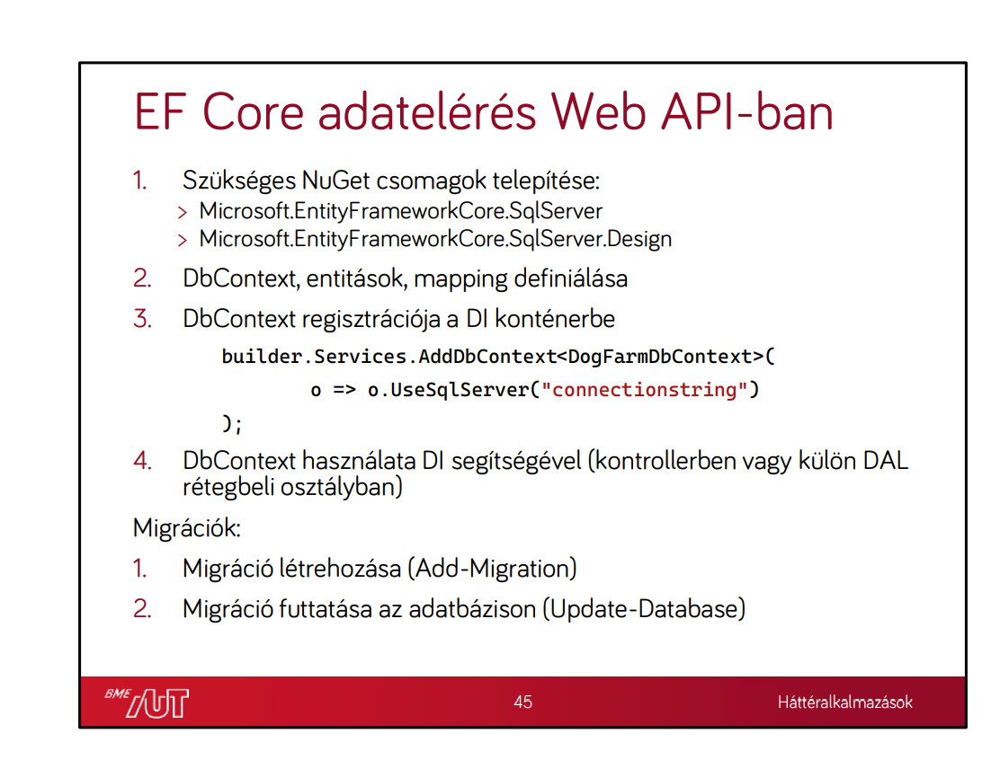 EF Core adatelérés Web API-ban
1. Szükséges NuGet csomagok telepítése:
> Microsoft.EntityFrameworkCore.SqlServer
> Microsoft.EntityFrameworkCore.SqlServer.Design
2. DbContext, entitások, mapping definiálása
3. DbContext regisztrációja a DI konténerbe
builder.Services.AddDbContext<DogFarmDbContext>(
o => o.UseSqlServer("connectionstring")
);
4. DbContext használata DI segítségével (kontrollerben vagy külön DAL
rétegbeli osztályban)
Migrációk:
1. Migráció létrehozása (Add-Migration)
2. Migráció futtatása az adatbázison (Update-Database)
BME AUT 45 Háttéralkalmazások